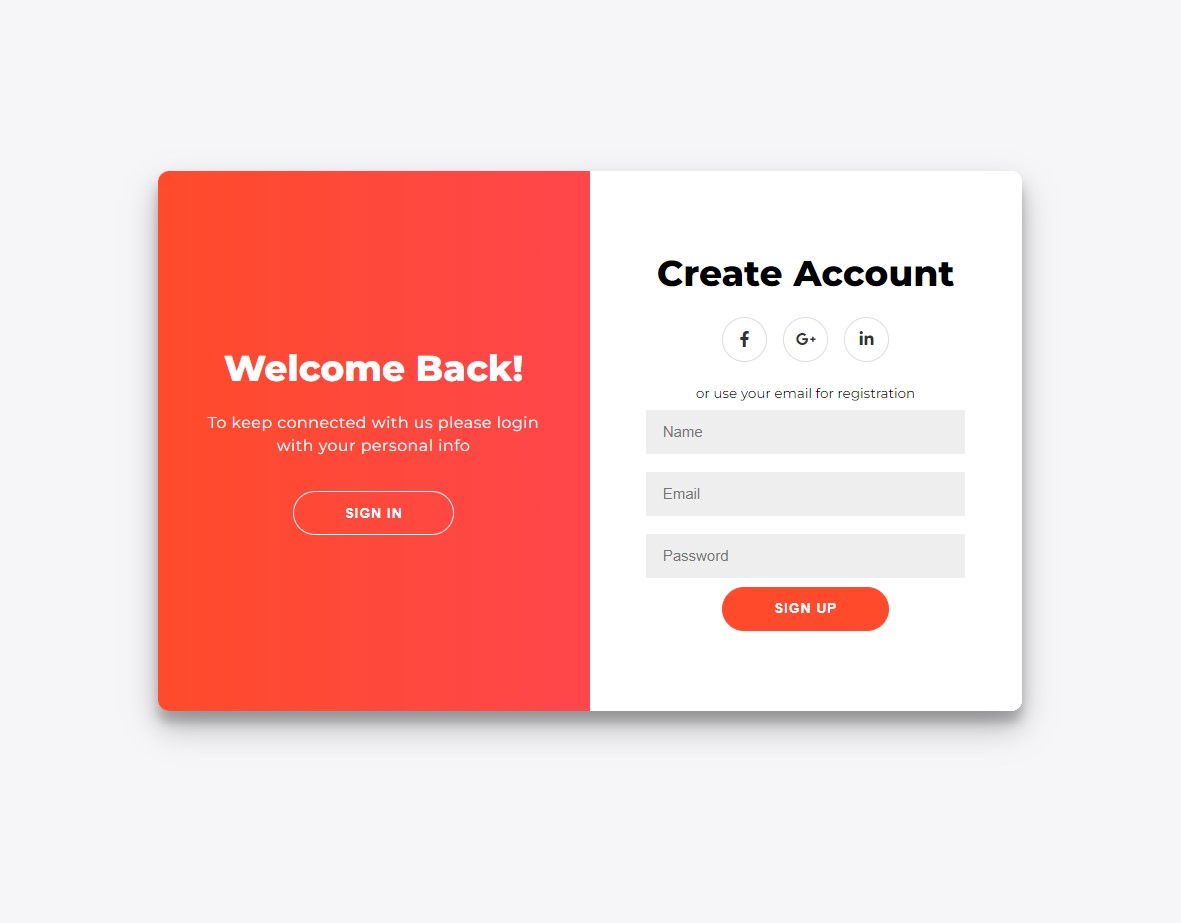 Welcome Back!
To keep connected with us please login
with your personal info
SIGN IN
Create Account
f
G+
in
or use your email for registration
Name
Email
Password
SIGN UP